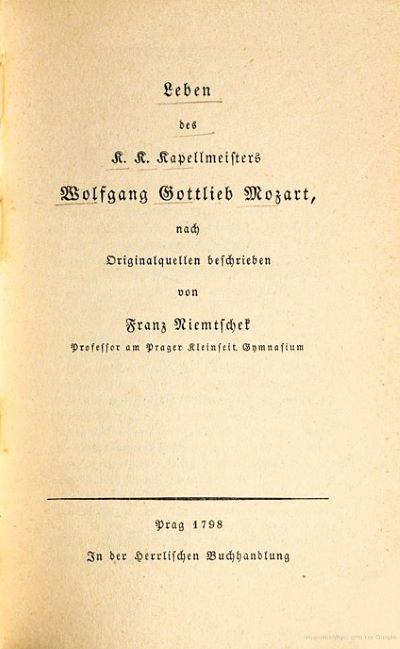 Leben
des
K. K. Kapellmeisters
Wolfgang Gottlieb Mozart,
nach
Originalquellen beschrieben
von
Franz Niemtschek
Professor am Prager Kleinseit. Gymnasium
Prag 1798
In der Herrlischen Buchhandlung